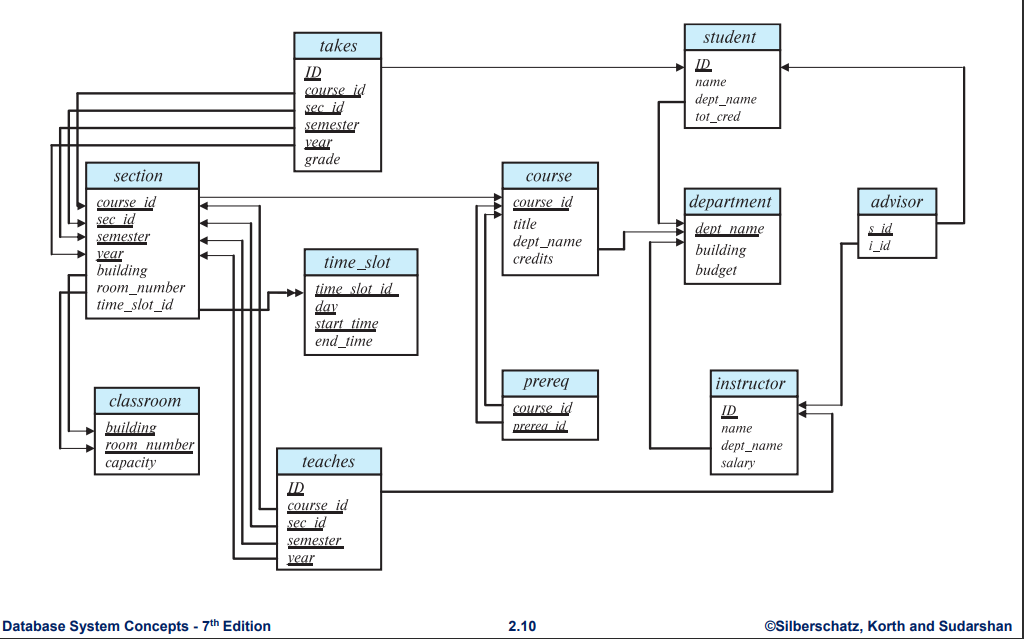 takes
ID
course_id
sec_id
semester
year
grade
student
ID
name
dept_name
tot_cred
section
course_id
sec_id
semester
year
building
room_number
time_slot_id
course
course_id
title
dept_name
credits
department
dept_name
building
budget
advisor
s_id
i_id
time_slot
time_slot_id
day
start_time
end_time
prereq
course_id
prereq_id
instructor
ID
name
dept_name
salary
classroom
building
room_number
capacity
teaches
ID
course_id
sec_id
semester
year
Database System Concepts - 7th Edition
2.10
©Silberschatz, Korth and Sudarshan